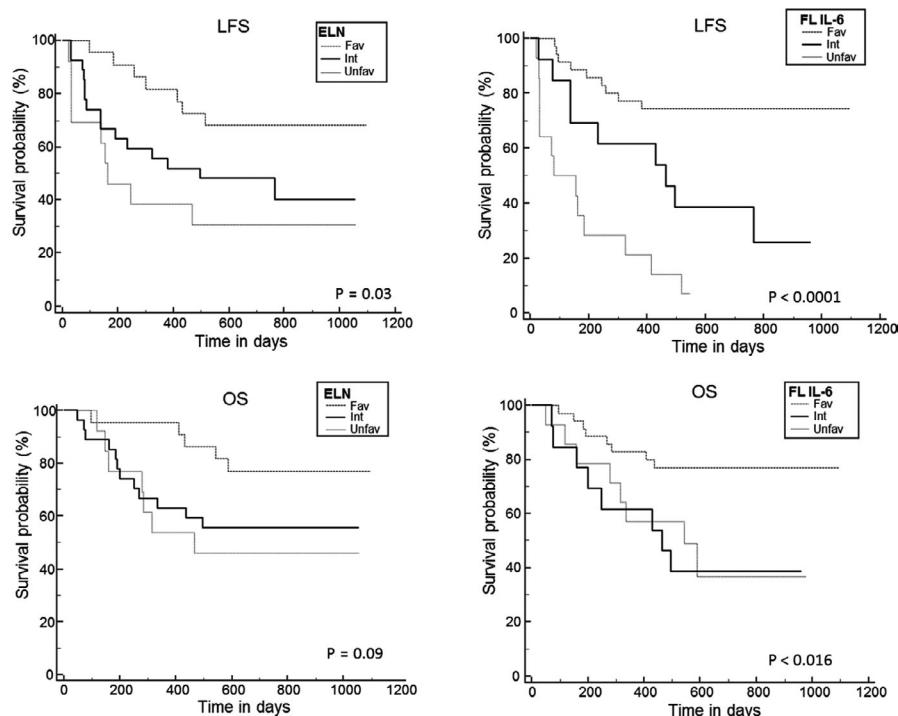 LFS
ELN
Fav
Int
Unfav
Survival probability (%)
100
80
60
40
20
0
P = 0.03
0 200 400 600 800 1000 1200
Time in days
LFS
FL IL-6
Fav
Int
Unfav
Survival probability (%)
100
80
60
40
20
0
P < 0.0001
0 200 400 600 800 1000 1200
Time in days
OS
ELN
Fav
Int
Unfav
Survival probability (%)
100
80
60
40
20
0
P = 0.09
0 200 400 600 800 1000 1200
Time in days
OS
FL IL-6
Fav
Int
Unfav
Survival probability (%)
100
80
60
40
20
0
P < 0.016
0 200 400 600 800 1000 1200
Time in days